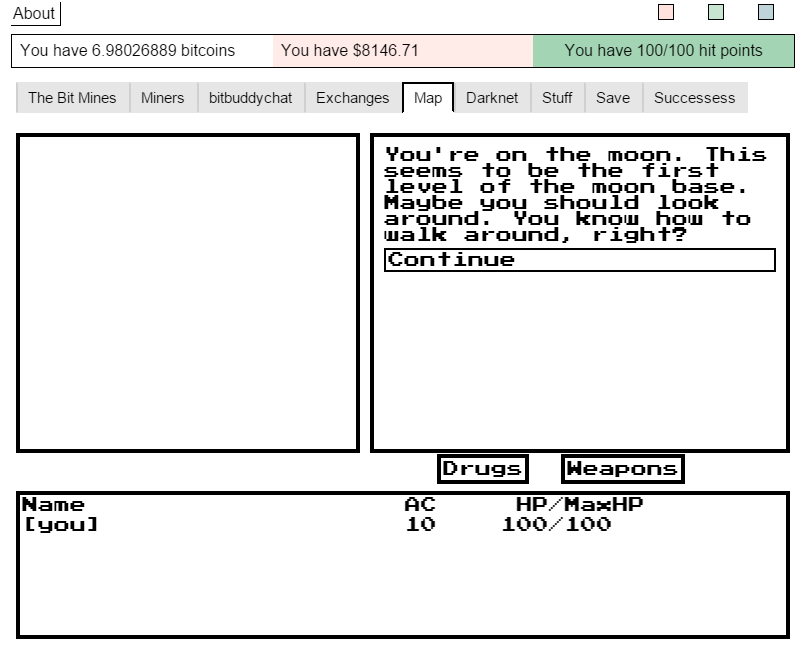 About
You have 6.98026889 bitcoins
You have $8146.71
You have 100/100 hit points
The Bit Mines
Miners
bitbuddychat
Exchanges
Map
Darknet
Stuff
Save
Successess
You're on the moon. This
seems to be the first
level of the moon base.
Maybe you should look
around. You know how to
walk around, right?
Continue
Drugs
Weapons
Name AC HP/MaxHP
[you] 10 100/100